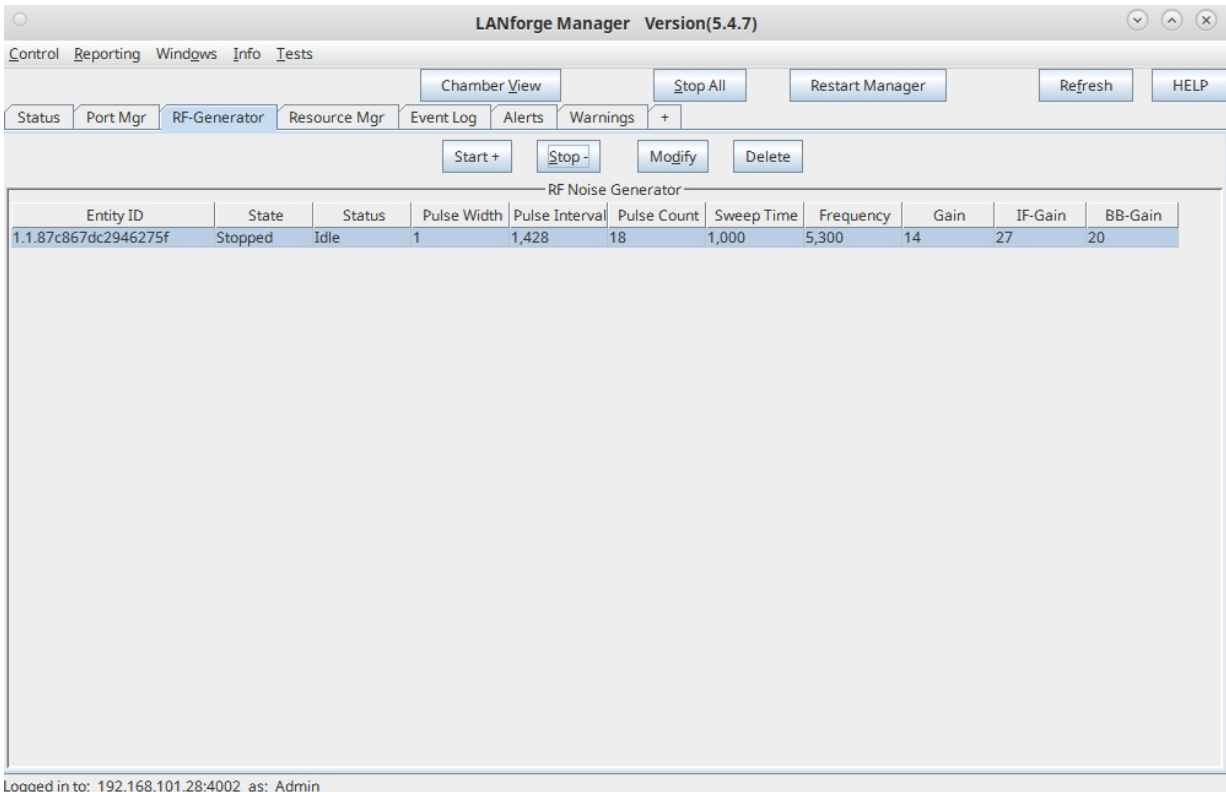 LANforge Manager Version(5.4.7)
Control Reporting Windows Info Tests
Chamber View Stop All Restart Manager Refresh HELP
Status Port Mgr RF-Generator Resource Mgr Event Log Alerts Warnings +
Start + Stop - Modify Delete
RF Noise Generator
Entity ID State Status Pulse Width Pulse Interval Pulse Count Sweep Time Frequency Gain IF-Gain BB-Gain
1.1.87c867dc2946275f Stopped Idle 1 1,428 18 1,000 5,300 14 27 20
Logged in to: 192.168.101.28:4002 as: Admin